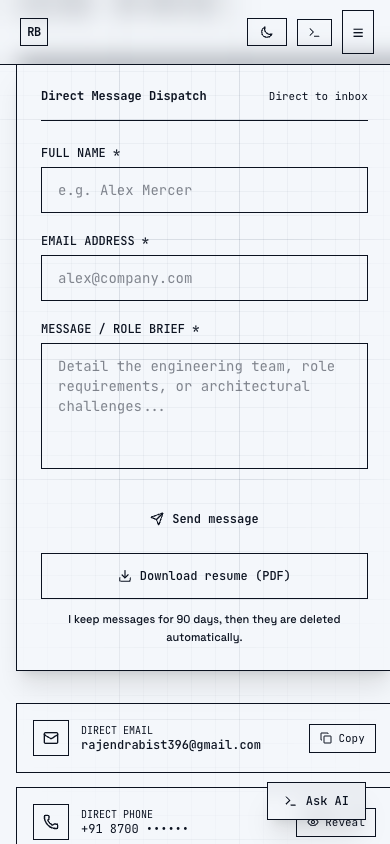 RB
Direct Message Dispatch
Direct to inbox
FULL NAME *
e.g. Alex Mercer
EMAIL ADDRESS *
alex@company.com
MESSAGE / ROLE BRIEF *
Detail the engineering team, role
requirements, or architectural
challenges...
Send message
Download resume (PDF)
I keep messages for 90 days, then they are deleted
automatically.
DIRECT EMAIL
rajendrabist396@gmail.com
Copy
DIRECT PHONE
+91 8700 ••••••
Ask AI
Reveal